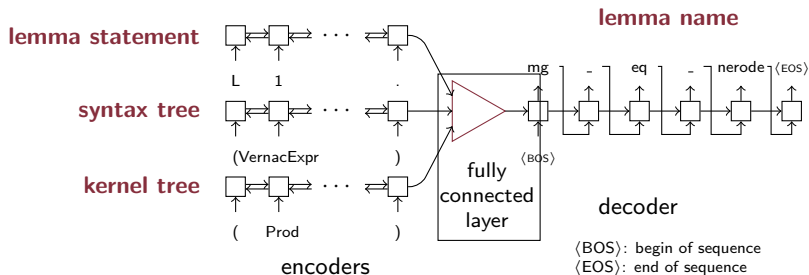 lemma name
lemma statement
L 1 · · · .
mg _ eq _ nerode ⟨EOS⟩
syntax tree
(VernacExpr · · · )
⟨BOS⟩
fully
connected
layer
kernel tree
( Prod · · · )
decoder
encoders
⟨BOS⟩: begin of sequence
⟨EOS⟩: end of sequence